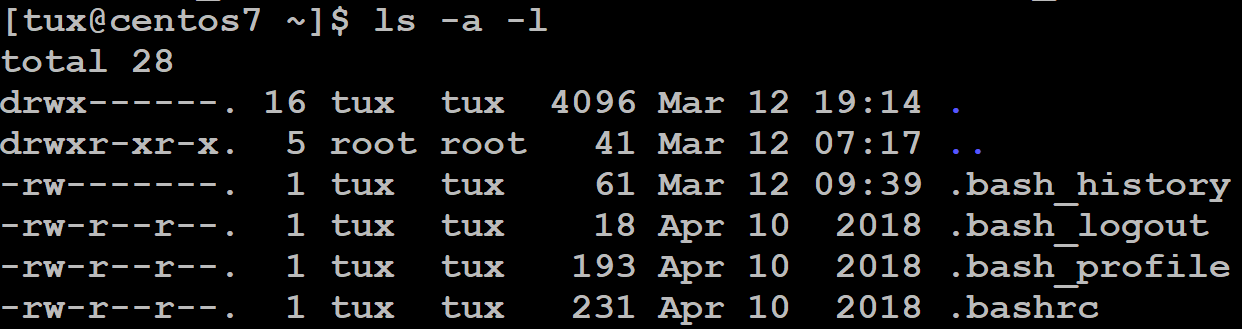 [tux@centos7 ~]$ ls -a -l
total 28
drwx------. 16 tux  tux  4096 Mar 12 19:14 .
drwxr-xr-x.  5 root root   41 Mar 12 07:17 ..
-rw-------.  1 tux  tux    61 Mar 12 09:39 .bash_history
-rw-r--r--.  1 tux  tux    18 Apr 10  2018 .bash_logout
-rw-r--r--.  1 tux  tux   193 Apr 10  2018 .bash_profile
-rw-r--r--.  1 tux  tux   231 Apr 10  2018 .bashrc